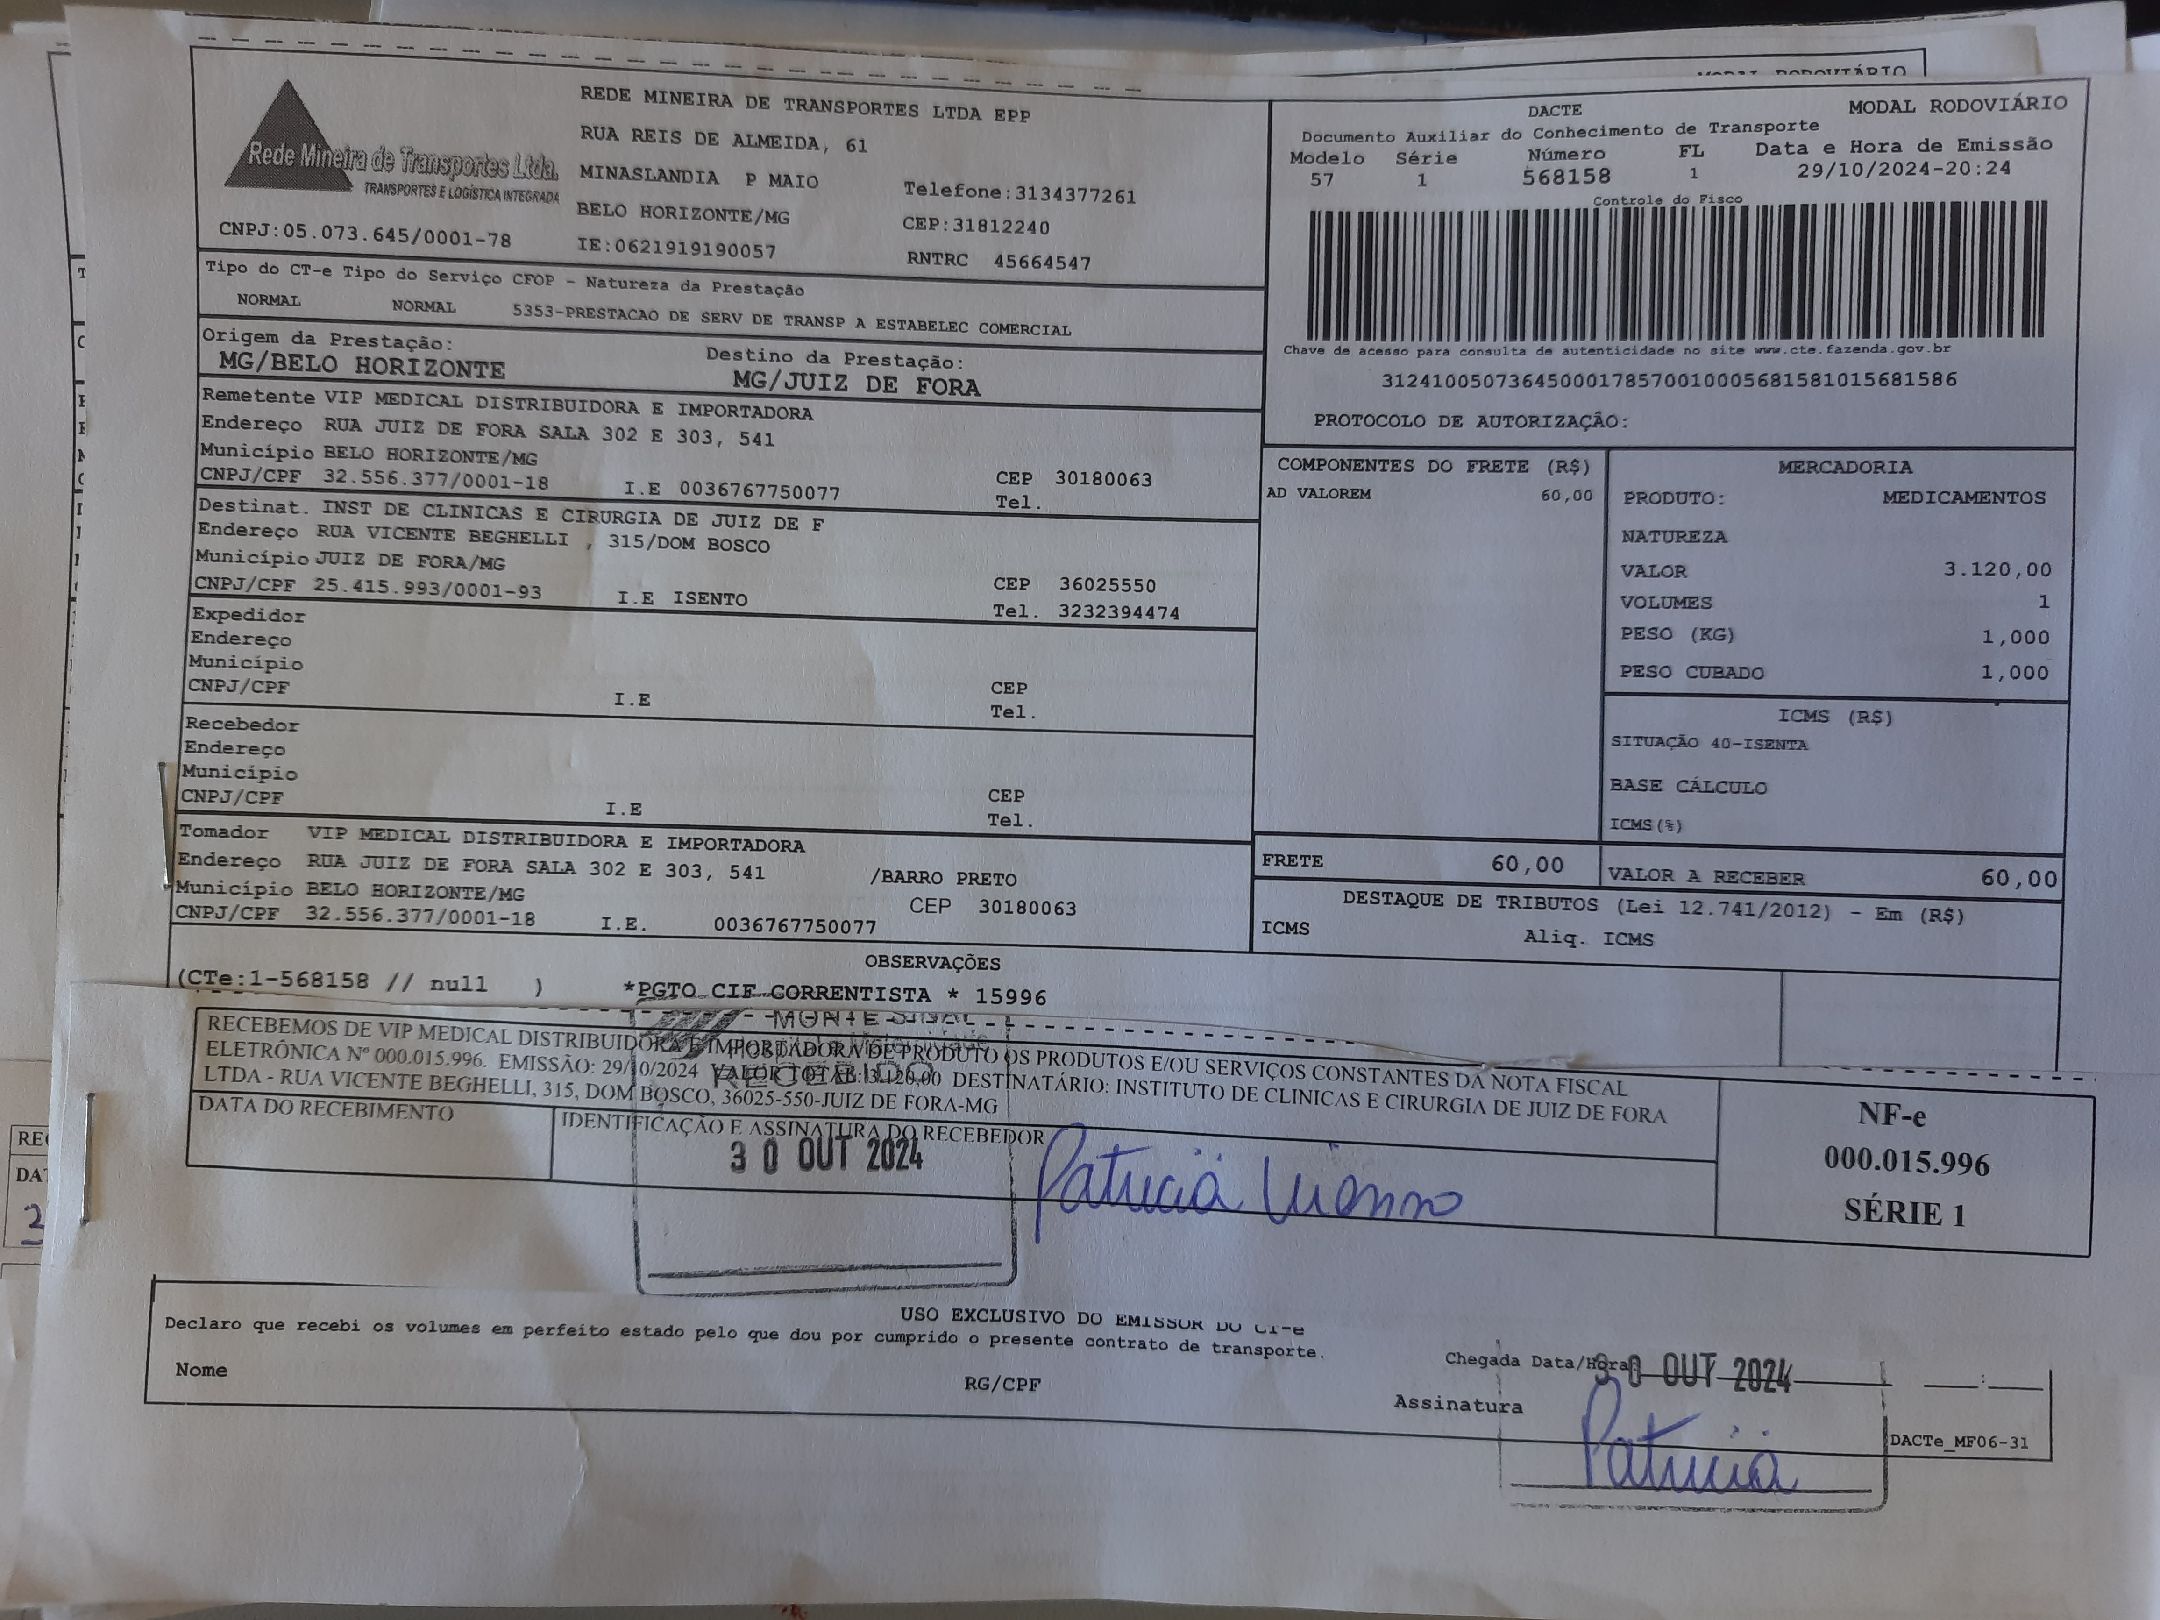 MODAL RODOVIÁRIO
Rede Mineira de Transportes Ltda.
TRANSPORTES E LOGÍSTICA INTEGRADA
CNPJ:05.073.645/0001-78
REDE MINEIRA DE TRANSPORTES LTDA EPP
RUA REIS DE ALMEIDA, 61
MINASLANDIA P MAIO
Telefone:3134377261
BELO HORIZONTE/MG
CEP:31812240
IE:0621919190057
RNTRC 45664547
DACTE
MODAL RODOVIÁRIO
Documento Auxiliar do Conhecimento de Transporte
Modelo Série Número FL Data e Hora de Emissão
57 1 568158 1 29/10/2024-20:24
Controle do Fisco
Chave de acesso para consulta de autenticidade no site www.cte.fazenda.gov.br
31241005073645000178570010005681581015681586
PROTOCOLO DE AUTORIZAÇÃO:
Tipo do CT-e Tipo do Serviço CFOP - Natureza da Prestação
NORMAL NORMAL 5353-PRESTACAO DE SERV DE TRANSP A ESTABELEC COMERCIAL
Origem da Prestação: Destino da Prestação:
MG/BELO HORIZONTE MG/JUIZ DE FORA
Remetente VIP MEDICAL DISTRIBUIDORA E IMPORTADORA
Endereço RUA JUIZ DE FORA SALA 302 E 303, 541
Município BELO HORIZONTE/MG CEP 30180063
CNPJ/CPF 32.556.377/0001-18 I.E 0036767750077 Tel.
Destinat. INST DE CLINICAS E CIRURGIA DE JUIZ DE F
Endereço RUA VICENTE BEGHELLI , 315/DOM BOSCO
Município JUIZ DE FORA/MG CEP 36025550
CNPJ/CPF 25.415.993/0001-93 I.E ISENTO Tel. 3232394474
Expedidor
Endereço
Município CEP
CNPJ/CPF I.E Tel.
Recebedor
Endereço
Município CEP
CNPJ/CPF I.E Tel.
Tomador VIP MEDICAL DISTRIBUIDORA E IMPORTADORA
Endereço RUA JUIZ DE FORA SALA 302 E 303, 541 /BARRO PRETO
Município BELO HORIZONTE/MG CEP 30180063
CNPJ/CPF 32.556.377/0001-18 I.E. 0036767750077
COMPONENTES DO FRETE (R$)
AD VALOREM 60,00
MERCADORIA
PRODUTO: MEDICAMENTOS
NATUREZA
VALOR 3.120,00
VOLUMES 1
PESO (KG) 1,000
PESO CUBADO 1,000
ICMS (R$)
SITUAÇÃO 40-ISENTA
BASE CÁLCULO
ICMS(%)
FRETE 60,00 VALOR A RECEBER 60,00
DESTAQUE DE TRIBUTOS (Lei 12.741/2012) - Em (R$)
ICMS Aliq. ICMS
OBSERVAÇÕES
(CTe:1-568158 // null ) *PGTO CIF CORRENTISTA * 15996
MONTE SINAI
RECEBIDO
RECEBEMOS DE VIP MEDICAL DISTRIBUIDORA E IMPORTADORA DE PRODUTO OS PRODUTOS E/OU SERVIÇOS CONSTANTES DA NOTA FISCAL
ELETRÔNICA Nº 000.015.996. EMISSÃO: 29/10/2024 VALOR TOTAL: 3.120,00 DESTINATÁRIO: INSTITUTO DE CLINICAS E CIRURGIA DE JUIZ DE FORA
LTDA - RUA VICENTE BEGHELLI, 315, DOM BOSCO, 36025-550-JUIZ DE FORA-MG
DATA DO RECEBIMENTO
IDENTIFICAÇÃO E ASSINATURA DO RECEBEDOR
30 OUT 2024
Patricia
NF-e
000.015.996
SÉRIE 1
USO EXCLUSIVO DO EMISSOR DO CT-e
Declaro que recebi os volumes em perfeito estado pelo que dou por cumprido o presente contrato de transporte.
Nome RG/CPF
Chegada Data/Hora
30 OUT 2024
Assinatura
Patricia
DACTe_MF06-31